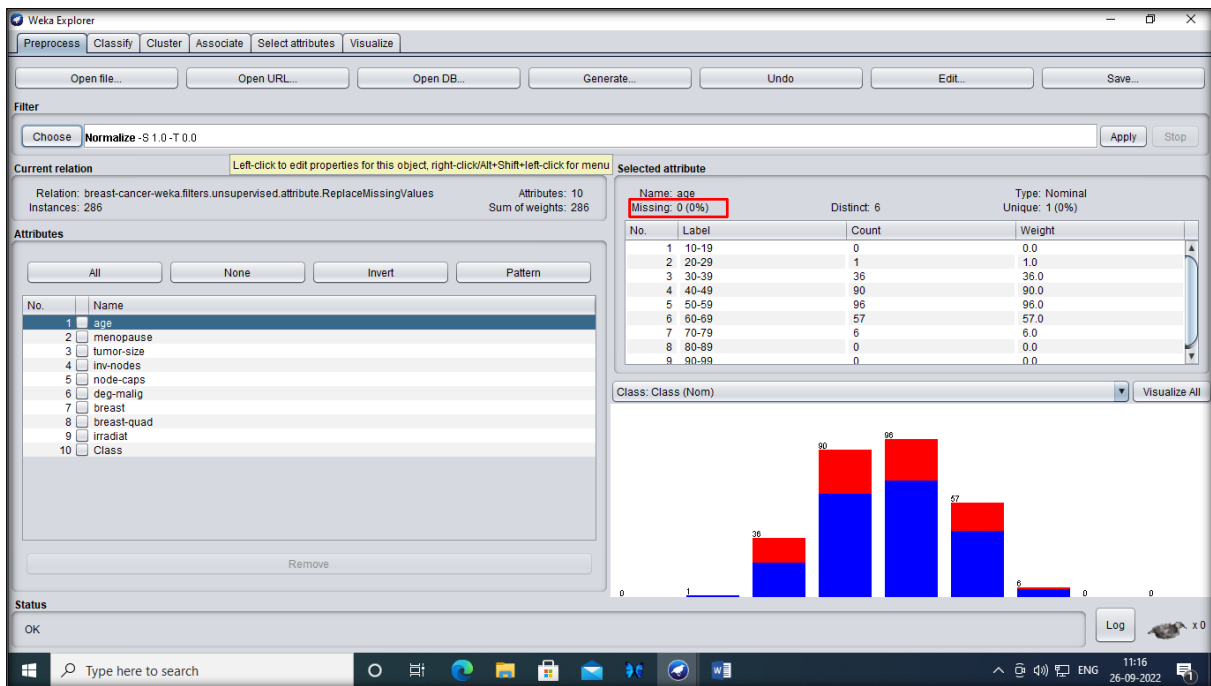 Weka Explorer
Preprocess Classify Cluster Associate Select attributes Visualize
Open file... Open URL... Open DB... Generate... Undo Edit... Save...
Filter
Choose Normalize -S 1.0 -T 0.0 Apply Stop
Left-click to edit properties for this object, right-click/Alt+Shift+left-click for menu
Current relation
Relation: breast-cancer-weka.filters.unsupervised.attribute.ReplaceMissingValues Attributes: 10
Instances: 286 Sum of weights: 286
Attributes
All None Invert Pattern
No. Name
1 age
2 menopause
3 tumor-size
4 inv-nodes
5 node-caps
6 deg-malig
7 breast
8 breast-quad
9 irradiat
10 Class
Remove
Selected attribute
Name: age Type: Nominal
Missing: 0 (0%) Distinct: 6 Unique: 1 (0%)
No. Label Count Weight
1 10-19 0 0.0
2 20-29 1 1.0
3 30-39 36 36.0
4 40-49 90 90.0
5 50-59 96 96.0
6 60-69 57 57.0
7 70-79 6 6.0
8 80-89 0 0.0
9 90-99 0 0.0
Class: Class (Nom) Visualize All
0 1 36 90 96 57 6 0 0
Status
OK Log x 0
Type here to search ENG 11:16
26-09-2022